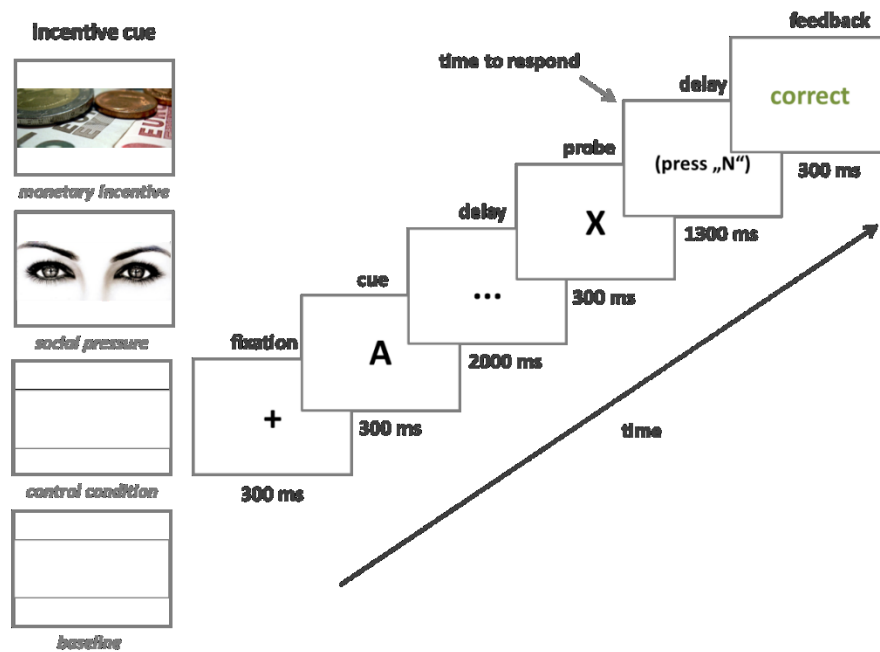 incentive cue
monetary incentive
social pressure
control condition
baseline
fixation
+
300 ms
cue
A
300 ms
delay
...
2000 ms
probe
X
300 ms
time to respond
delay
(press „N“)
1300 ms
feedback
correct
300 ms
time